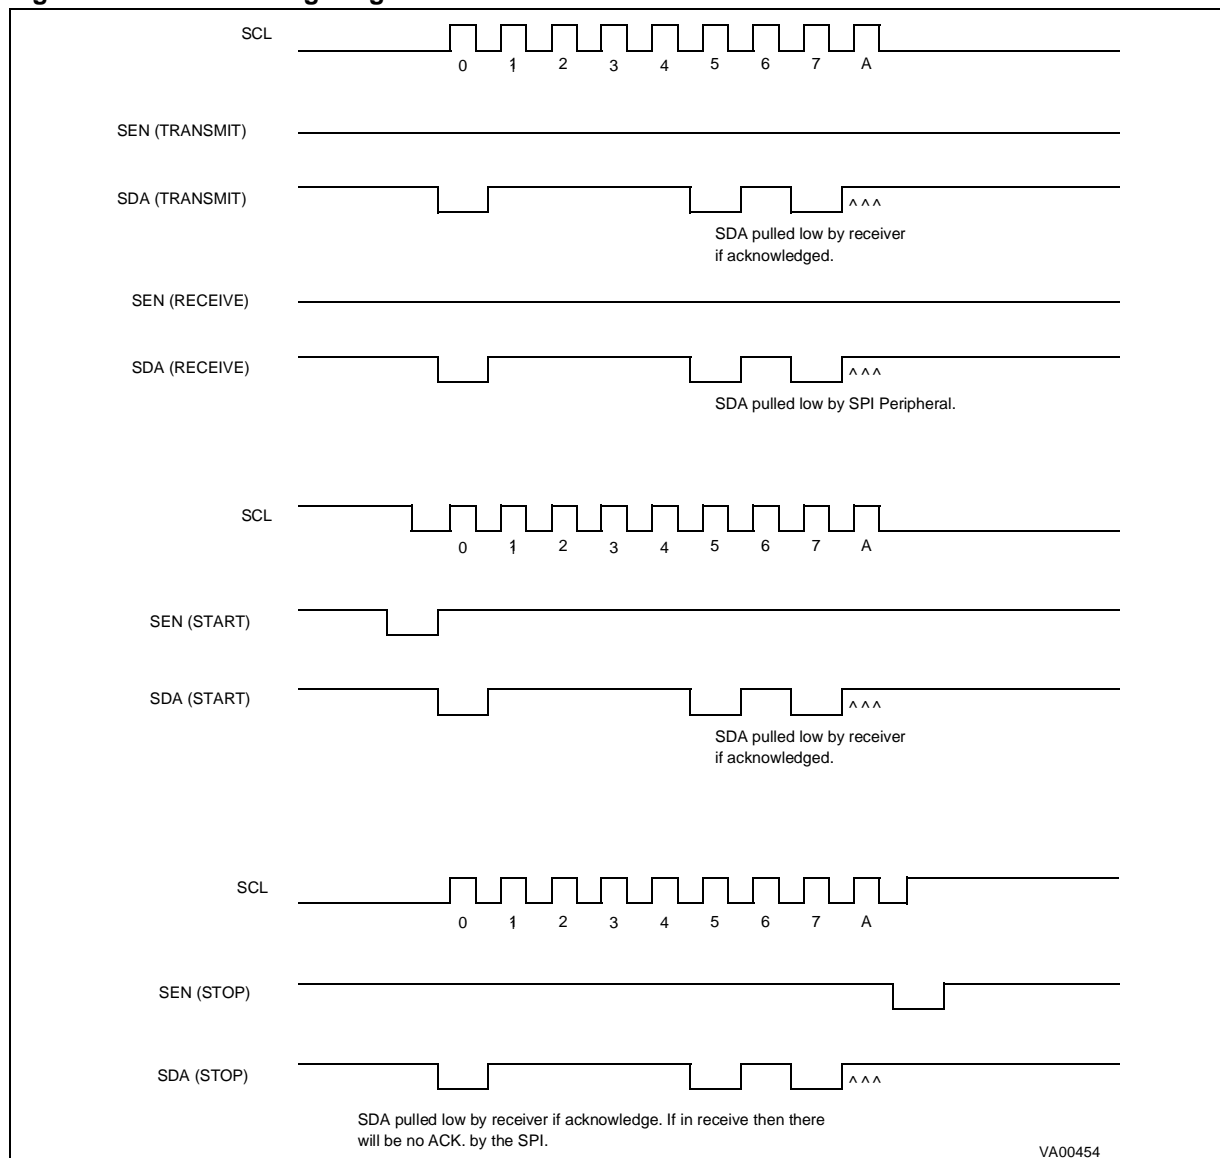 SCL
0 1 2 3 4 5 6 7 A
SEN (TRANSMIT)
SDA (TRANSMIT)
^ ^ ^
SDA pulled low by receiver
if acknowledged.
SEN (RECEIVE)
SDA (RECEIVE)
^ ^ ^
SDA pulled low by SPI Peripheral.
SCL
0 1 2 3 4 5 6 7 A
SEN (START)
SDA (START)
^ ^ ^
SDA pulled low by receiver
if acknowledged.
SCL
0 1 2 3 4 5 6 7 A
SEN (STOP)
SDA (STOP)
^ ^ ^
SDA pulled low by receiver if acknowledge. If in receive then there
will be no ACK. by the SPI.
VA00454